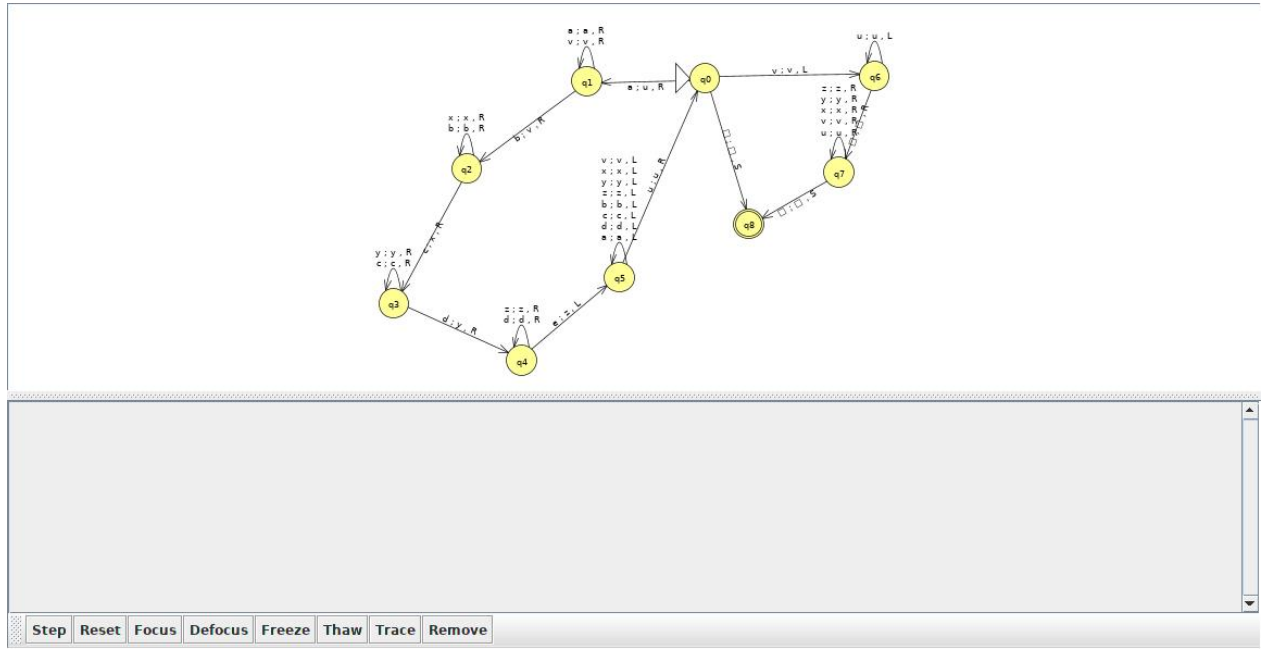 a ; a , R
v ; v , R
q1
a ; u , R
q0
v ; v , L
u ; u , L
q6
z ; z , R
y ; y , R
x ; x , R
v ; v , R
u ; u , R
□ ; □ , R
q7
□ ; □ , S
□ ; □ , S
q8
b ; v , R
x ; x , R
b ; b , R
q2
c ; x , R
y ; y , R
c ; c , R
q3
d ; y , R
z ; z , R
d ; d , R
q4
e ; z , L
v ; v , L
x ; x , L
y ; y , L
z ; z , L
b ; b , L
c ; c , L
d ; d , L
a ; a , L
q5
u ; u , R
Step Reset Focus Defocus Freeze Thaw Trace Remove